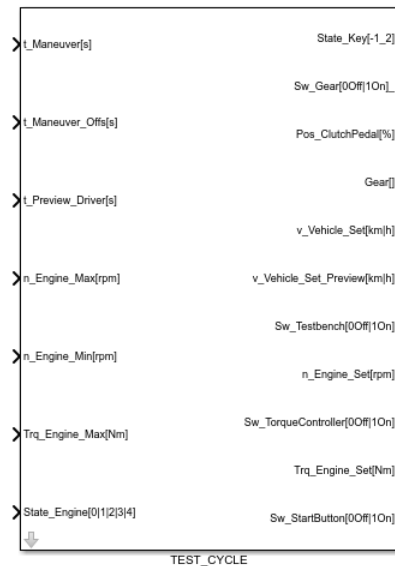 t_Maneuver[s]
t_Maneuver_Offs[s]
t_Preview_Driver[s]
n_Engine_Max[rpm]
n_Engine_Min[rpm]
Trq_Engine_Max[Nm]
State_Engine[0|1|2|3|4]
State_Key[-1_2]
Sw_Gear[0Off|1On]_
Pos_ClutchPedal[%]
Gear[]
v_Vehicle_Set[km|h]
v_Vehicle_Set_Preview[km|h]
Sw_Testbench[0Off|1On]
n_Engine_Set[rpm]
Sw_TorqueController[0Off|1On]
Trq_Engine_Set[Nm]
Sw_StartButton[0Off|1On]
TEST_CYCLE